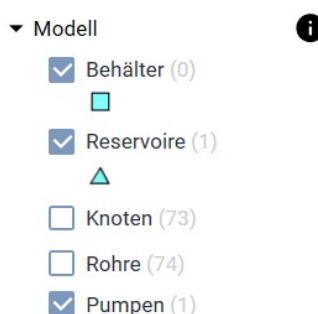 Modell
Behälter (0)
Reservoire (1)
Knoten (73)
Rohre (74)
Pumpen (1)